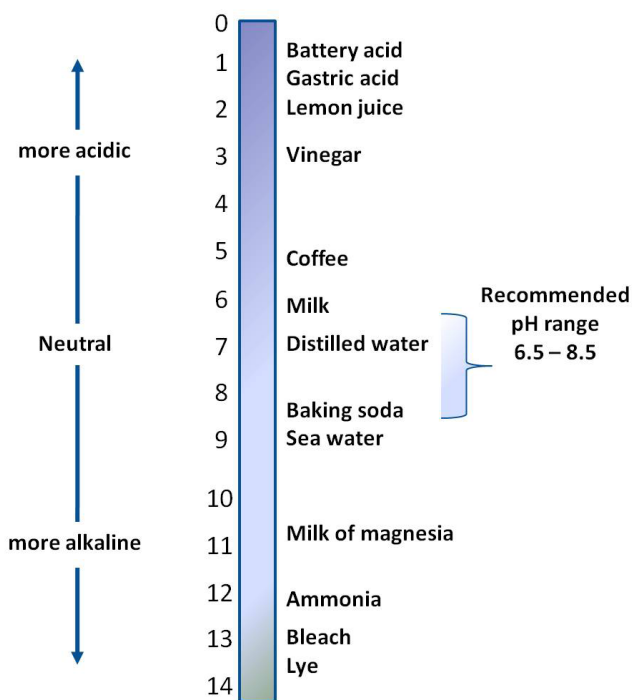 0
1
2
3
4
5
6
7
8
9
10
11
12
13
14
more acidic
Neutral
more alkaline
Battery acid
Gastric acid
Lemon juice
Vinegar
Coffee
Milk
Distilled water
Baking soda
Sea water
Milk of magnesia
Ammonia
Bleach
Lye
Recommended
pH range
6.5 – 8.5